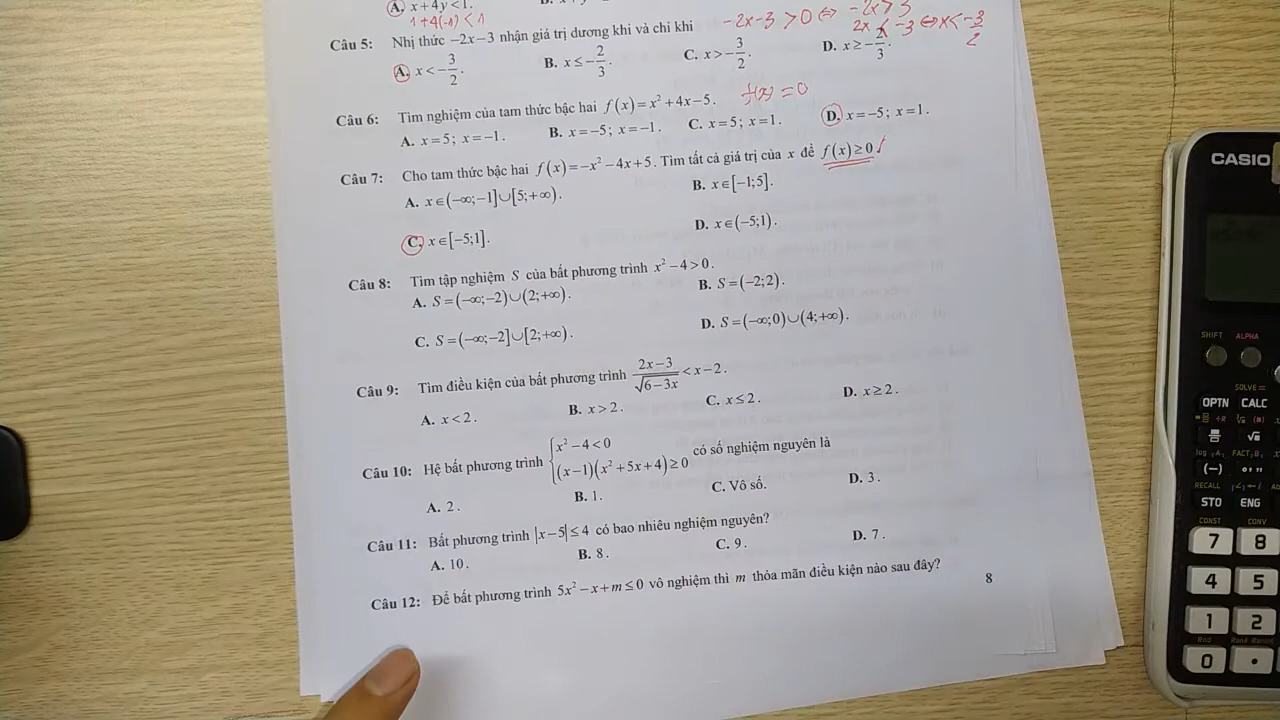 A. x+4y<1.
1+4(-1)<1
Câu 5: Nhị thức −2x−3 nhận giá trị dương khi và chỉ khi
-2x-3 >0 ⇔ -2x>3
2x < -3 ⇔ x<-3/2
A. x<−3/2. B. x≤−2/3. C. x>−3/2. D. x≥−2/3.
Câu 6: Tìm nghiệm của tam thức bậc hai f(x)=x²+4x−5. f(x)=0
A. x=5; x=−1. B. x=−5; x=−1. C. x=5; x=1. D. x=−5; x=1.
Câu 7: Cho tam thức bậc hai f(x)=−x²−4x+5. Tìm tất cả giá trị của x để f(x)≥0
A. x∈(−∞;−1]∪[5;+∞). B. x∈[−1;5].
C. x∈[−5;1]. D. x∈(−5;1).
Câu 8: Tìm tập nghiệm S của bất phương trình x²−4>0.
A. S=(−∞;−2)∪(2;+∞). B. S=(−2;2).
C. S=(−∞;−2]∪[2;+∞). D. S=(−∞;0)∪(4;+∞).
Câu 9: Tìm điều kiện của bất phương trình (2x−3)/√(6−3x) < x−2.
A. x<2. B. x>2. C. x≤2. D. x≥2.
Câu 10: Hệ bất phương trình {x²−4<0
(x−1)(x²+5x+4)≥0 có số nghiệm nguyên là
A. 2. B. 1. C. Vô số. D. 3.
Câu 11: Bất phương trình |x−5|≤4 có bao nhiêu nghiệm nguyên?
A. 10. B. 8. C. 9. D. 7.
Câu 12: Để bất phương trình 5x²−x+m≤0 vô nghiệm thì m thỏa mãn điều kiện nào sau đây?
8
CASIO
SHIFT ALPHA
SOLVE =
OPTN CALC
(−) ° ' "
RECALL
STO ENG
CONST CONV
7 8
4 5
1 2
Rnd
0 •